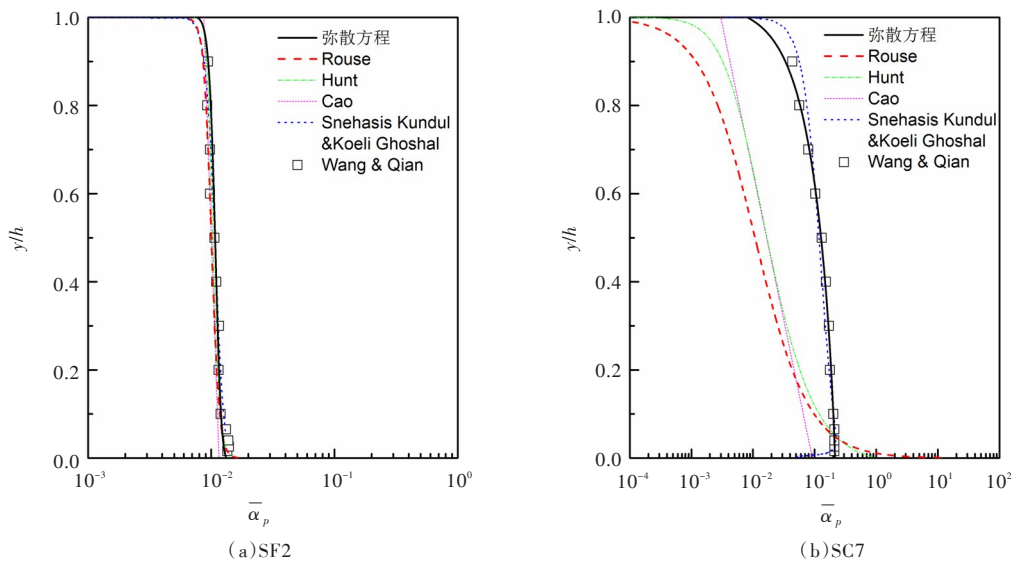 1.0
0.8
0.6
0.4
0.2
0.0
y/h
10⁻³
10⁻²
10⁻¹
10⁰
弥散方程
Rouse
Hunt
Cao
Snehasis Kundul
&Koeli Ghoshal
Wang & Qian
α̅ₚ
(a)SF2
1.0
0.8
0.6
0.4
0.2
0.0
y/h
10⁻⁴
10⁻³
10⁻²
10⁻¹
10⁰
10¹
10²
弥散方程
Rouse
Hunt
Cao
Snehasis Kundul
&Koeli Ghoshal
Wang & Qian
α̅ₚ
(b)SC7